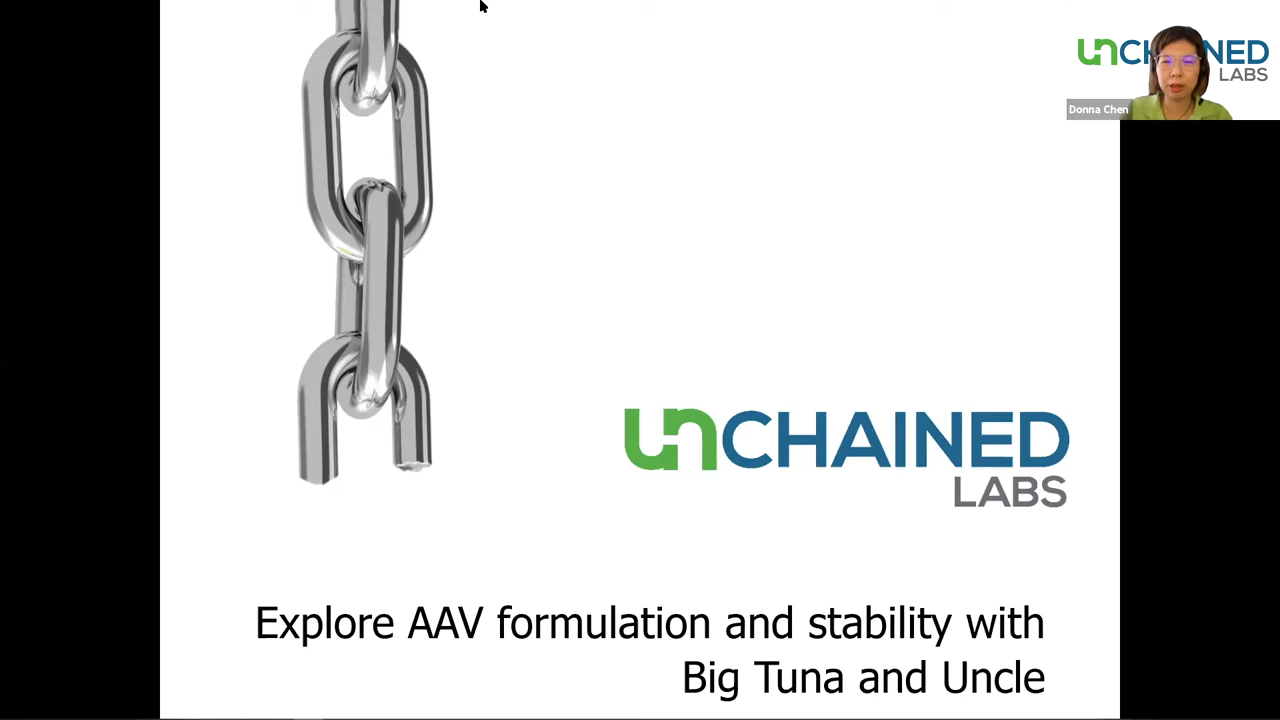 UNCHAINED
LABS
Donna Chen
UNCHAINED
LABS
Explore AAV formulation and stability with
Big Tuna and Uncle